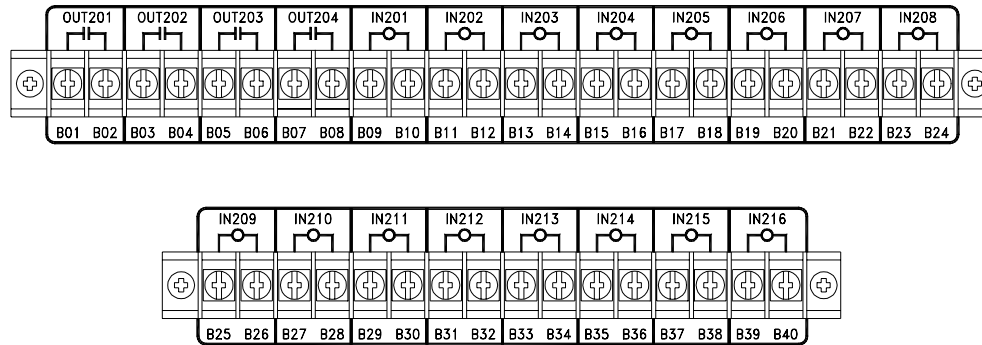 OUT201 OUT202 OUT203 OUT204 IN201 IN202 IN203 IN204 IN205 IN206 IN207 IN208
B01 B02 B03 B04 B05 B06 B07 B08 B09 B10 B11 B12 B13 B14 B15 B16 B17 B18 B19 B20 B21 B22 B23 B24
IN209 IN210 IN211 IN212 IN213 IN214 IN215 IN216
B25 B26 B27 B28 B29 B30 B31 B32 B33 B34 B35 B36 B37 B38 B39 B40